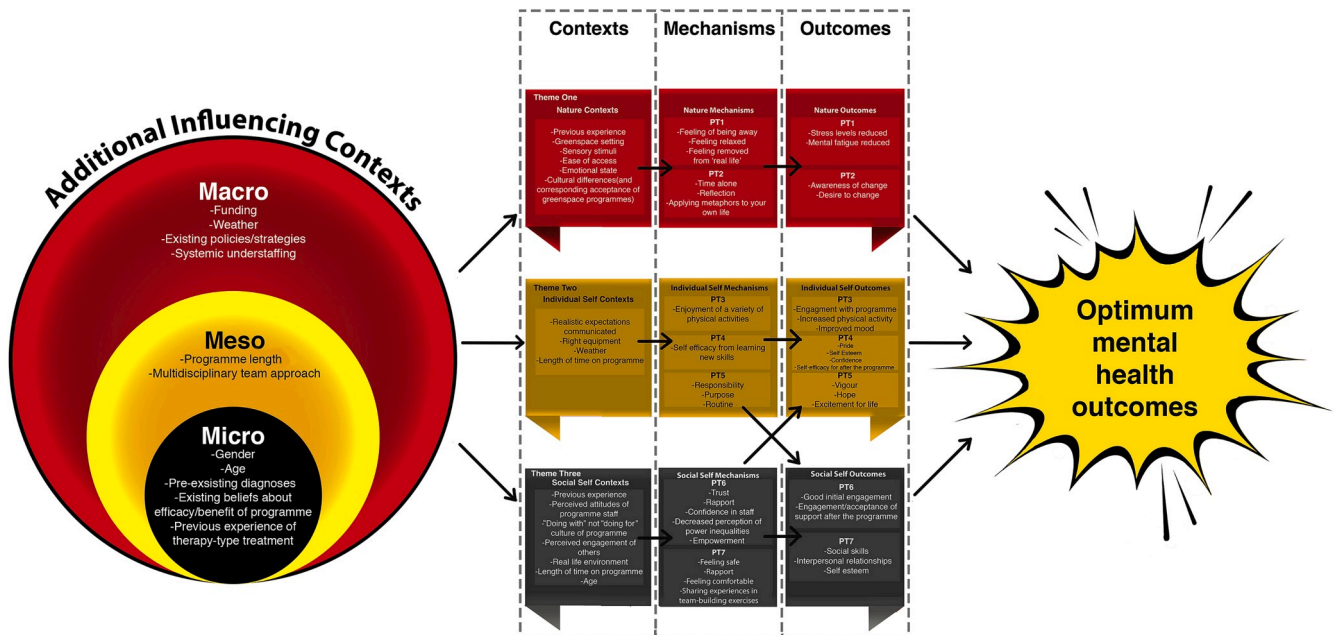 Additional Influencing Contexts
Macro
-Funding
-Weather
-Existing policies/strategies
-Systemic understaffing
Meso
-Programme length
-Multidisciplinary team approach
Micro
-Gender
-Age
-Pre-exsisting diagnoses
-Existing beliefs about
efficacy/benefit of programme
-Previous experience of
therapy-type treatment
Contexts
Mechanisms
Outcomes
Theme One
Nature Contexts
-Previous experience
-Greenspace setting
-Sensory stimuli
-Ease of access
-Emotional state
-Cultural differences(and
corresponding acceptance of
greenspace programmes)
Nature Mechanisms
PT1
-Feeling of being away
-Feeling relaxed
-Feeling removed
from 'real life'
PT2
-Time alone
-Reflection
-Applying metaphors to your
own life
Nature Outcomes
PT1
-Stress levels reduced
-Mental fatigue reduced
PT2
-Awareness of change
-Desire to change
Theme Two
Individual Self Contexts
-Realistic expectations
communicated
-Right equipment
-Weather
-Length of time on programme
Individual Self Mechanisms
PT3
-Enjoyment of a variety of
physical activities
PT4
-Self efficacy from learning
new skills
PT5
-Responsibility
-Purpose
-Routine
Individual Self Outcomes
PT3
-Engagment with programme
-Increased physical activity
-Improved mood
PT4
-Pride
-Self Esteem
-Confidence
-Self-efficacy for after the programme
PT5
-Vigour
-Hope
-Excitement for life
Theme Three
Social Self Contexts
-Previous experience
-Perceived attitudes of
programme staff
-"Doing with" not "doing for"
culture of programme
-Perceived engagement of
others
-Real life environment
-Length of time on programme
-Age
Social Self Mechanisms
PT6
-Trust
-Rapport
-Confidence in staff
-Decreased perception of
power inequalities
-Empowerment
PT7
-Feeling safe
-Rapport
-Feeling comfortable
-Sharing experiences in
team-building exercises
Social Self Outcomes
PT6
-Good initial engagement
-Engagement/acceptance of
support after the programme
PT7
-Social skills
-Interpersonal relationships
-Self esteem
Optimum
mental
health
outcomes